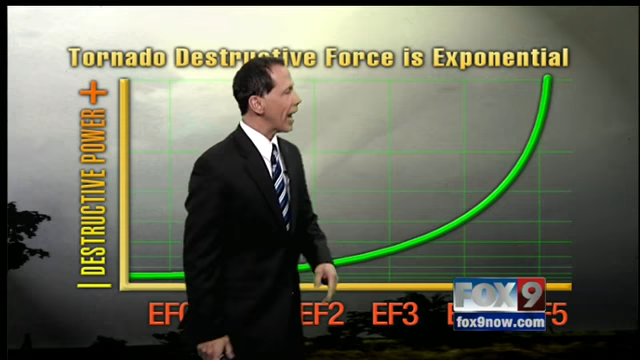 Tornado Destructive Force is Exponential
DESTRUCTIVE POWER +
EF2 EF3
FOX 9
fox9now.com